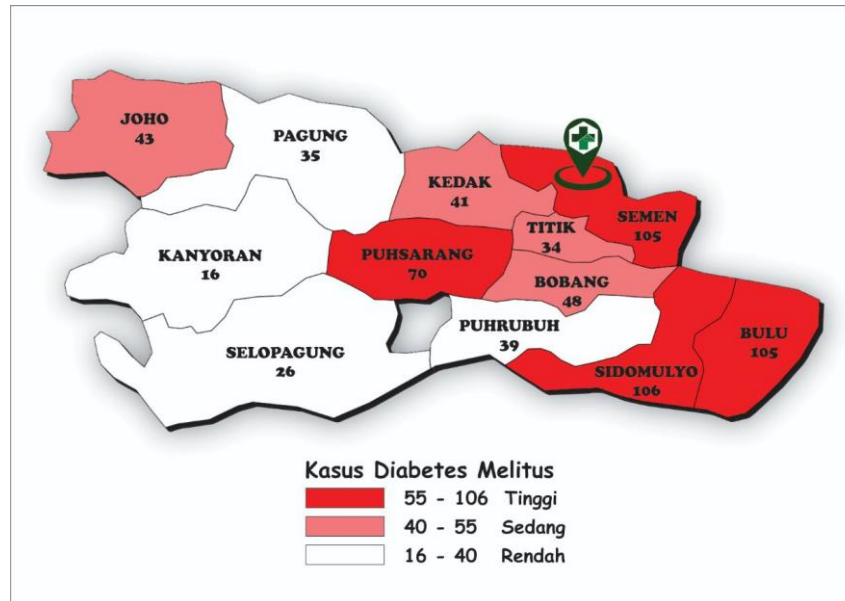 JOHO
43
PAGUNG
35
KEDAK
41
SEMEN
105
TITIK
34
KANYORAN
16
PUHSARANG
70
BOBANG
48
PUHRUBUH
39
SELOPAGUNG
26
SIDOMULYO
106
BULU
105
Kasus Diabetes Melitus
55 - 106 Tinggi
40 - 55 Sedang
16 - 40 Rendah